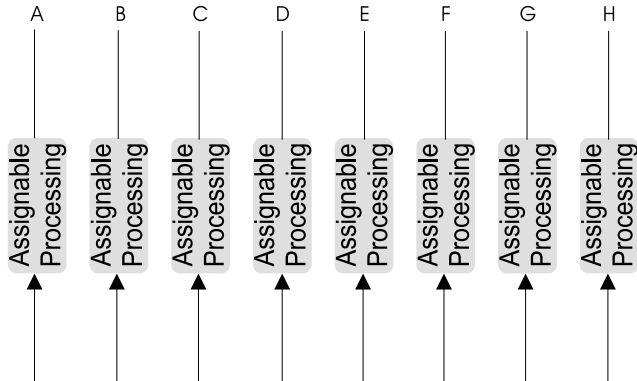 A B C D E F G H
Assignable
Processing
Assignable
Processing
Assignable
Processing
Assignable
Processing
Assignable
Processing
Assignable
Processing
Assignable
Processing
Assignable
Processing